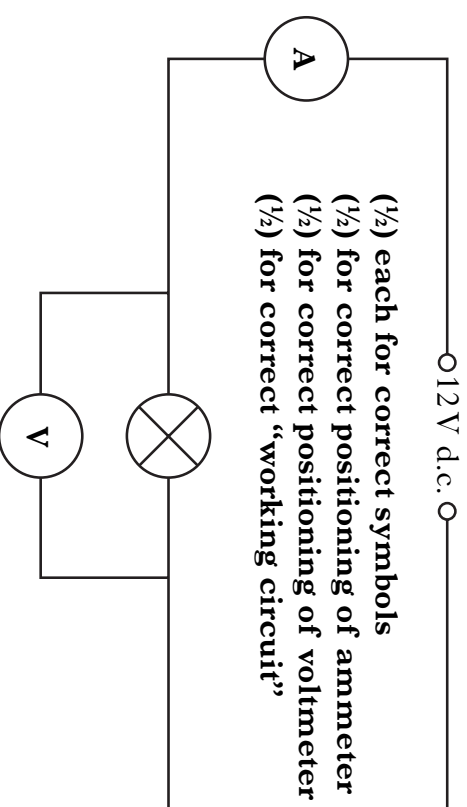 12 V d.c.
(½) each for correct symbols
(½) for correct positioning of ammeter
(½) for correct positioning of voltmeter
(½) for correct “working circuit”
A
V